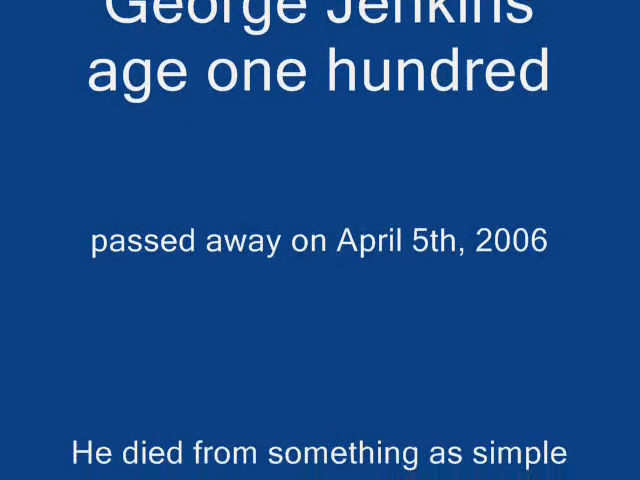 George Jenkins
age one hundred
passed away on April 5th, 2006
He died from something as simple